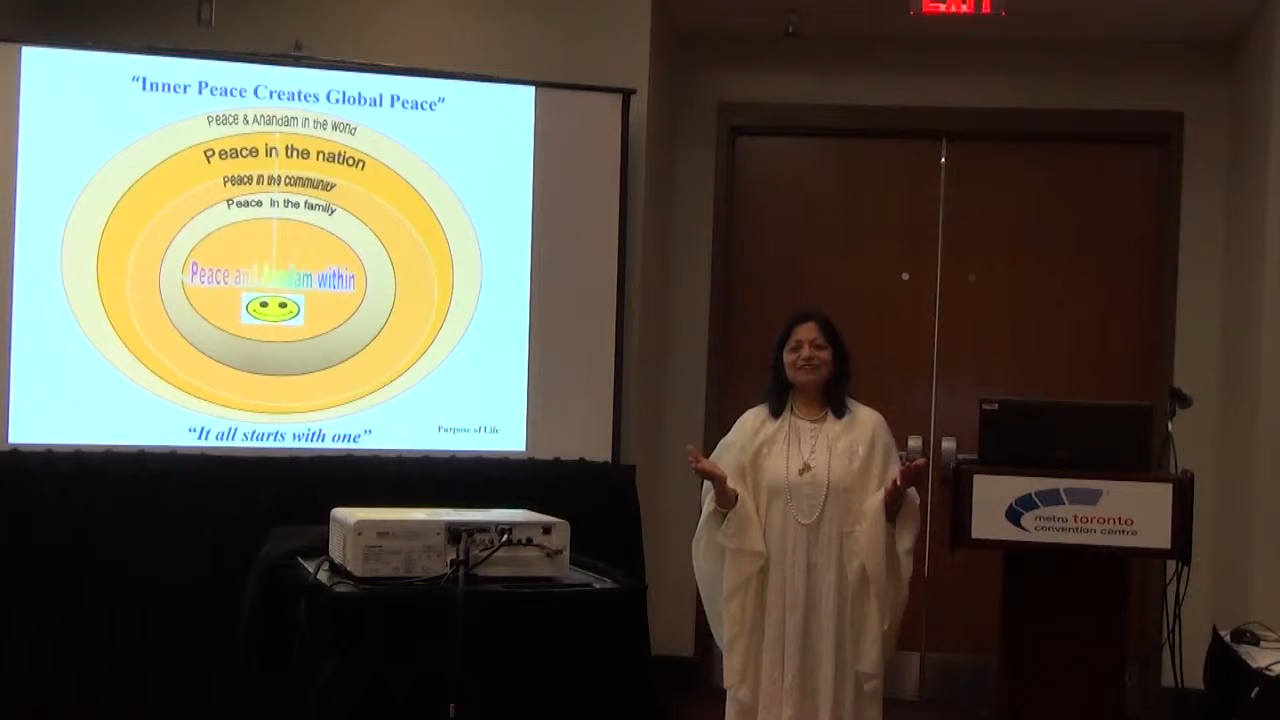 EXIT
"Inner Peace Creates Global Peace"
Peace & Anandam in the world
Peace in the nation
Peace in the community
Peace in the family
Peace and Anandam within
"It all starts with one"
Purpose of Life
metro toronto
convention centre